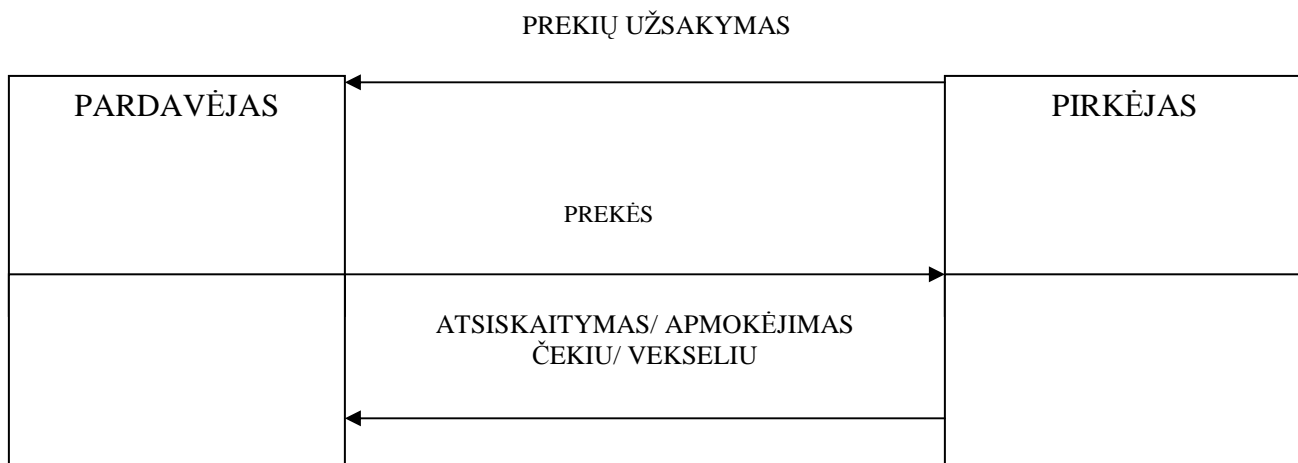 PREKIŲ UŽSAKYMAS
PARDAVĖJAS
PIRKĖJAS
PREKĖS
ATSISKAITYMAS/ APMOKĖJIMAS
ČEKIU/ VEKSELIU